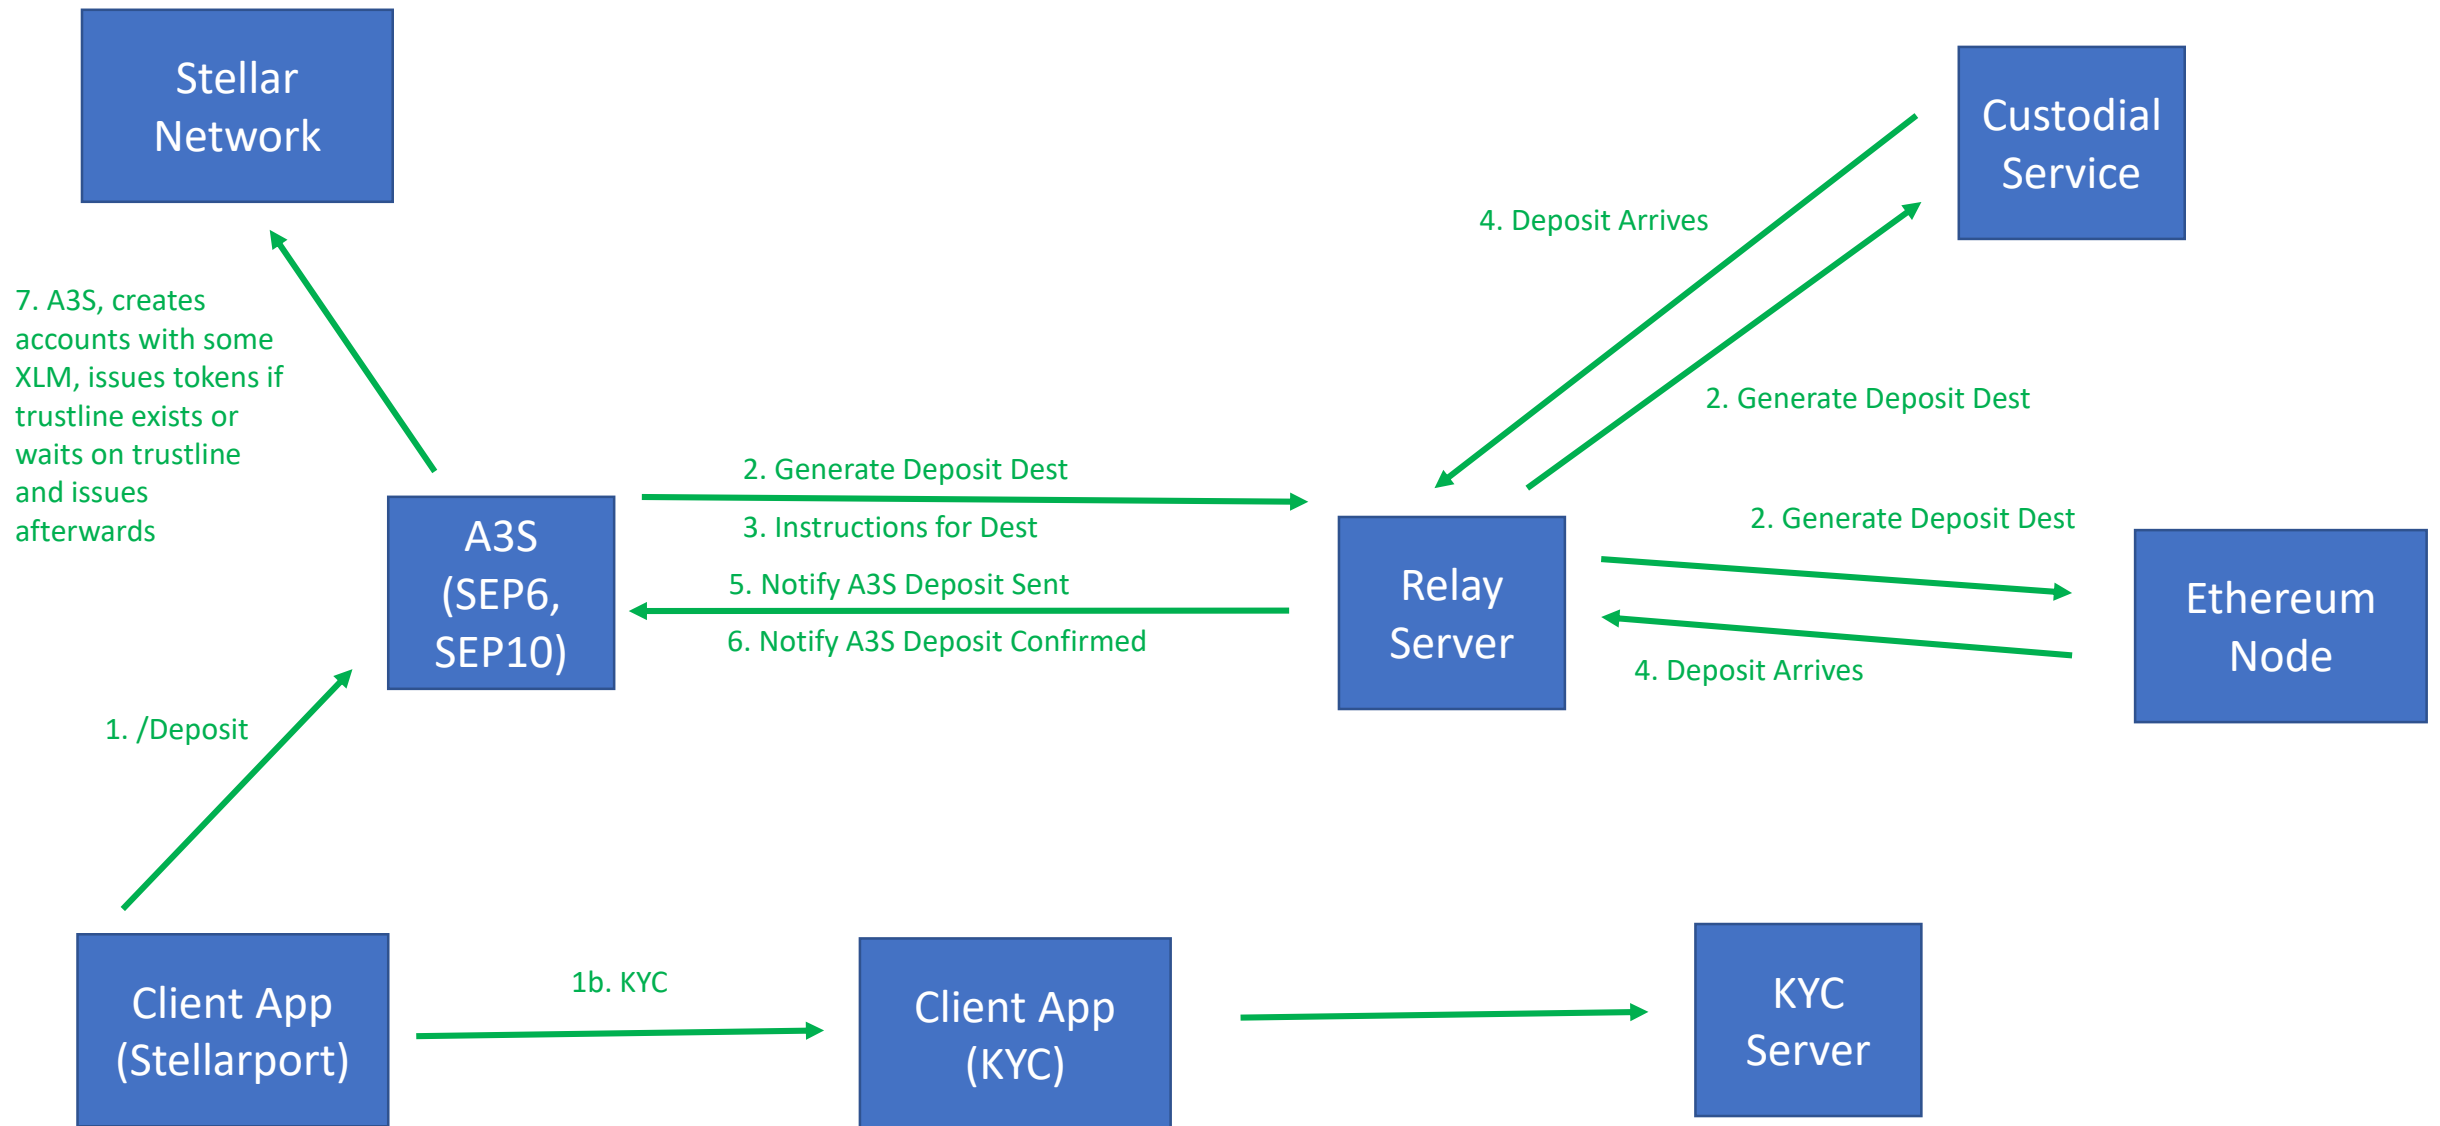 Stellar
Network
Custodial
Service
4. Deposit Arrives
7. A3S, creates
accounts with some
XLM, issues tokens if
trustline exists or
waits on trustline
and issues
afterwards
2. Generate Deposit Dest
2. Generate Deposit Dest
3. Instructions for Dest
5. Notify A3S Deposit Sent
6. Notify A3S Deposit Confirmed
A3S
(SEP6,
SEP10)
Relay
Server
2. Generate Deposit Dest
4. Deposit Arrives
Ethereum
Node
1. /Deposit
Client App
(Stellarport)
1b. KYC
Client App
(KYC)
KYC
Server